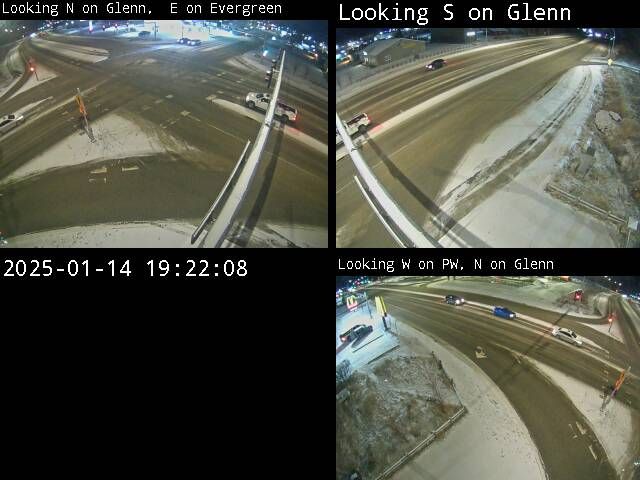 Looking N on Glenn, E on Evergreen
Looking S on Glenn
2025-01-14 19:22:08
Looking W on PW, N on Glenn